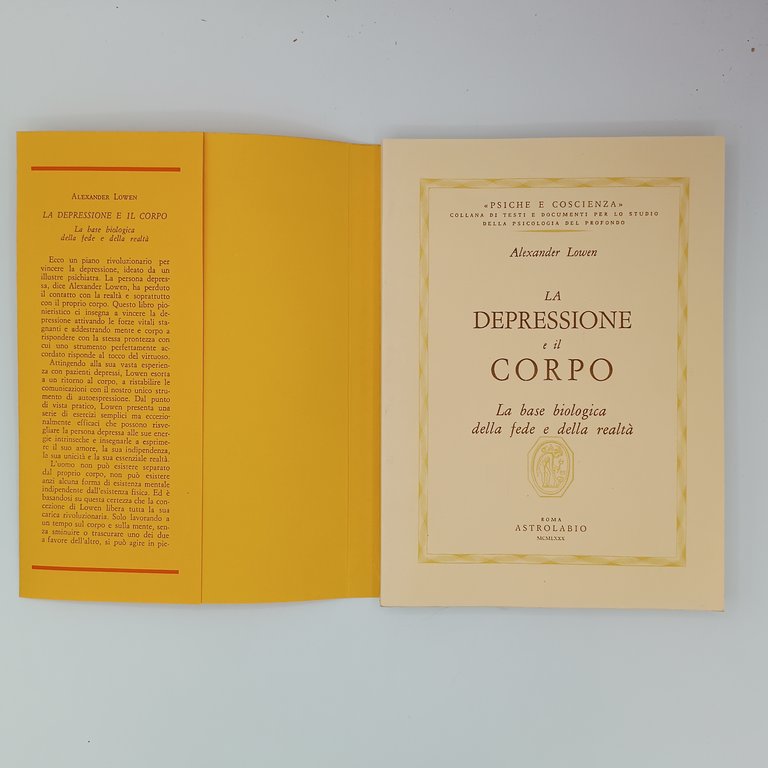 ALEXANDER LOWEN
LA DEPRESSIONE E IL CORPO
La base biologica
della fede e della realtà
Ecco un piano rivoluzionario per
vincere la depressione, ideato da un
illustre psichiatra. La persona depres-
sa, dice Alexander Lowen, ha perduto
il contatto con la realtà e soprattutto
con il proprio corpo. Questo libro pio-
nieristico ci insegna a vincere la de-
pressione attivando le forze vitali sta-
gnanti e addestrando mente e corpo a
rispondere con la stessa prontezza con
cui uno strumento perfettamente ac-
cordato risponde al tocco del virtuoso.
Attingendo alla sua vasta esperien-
za con pazienti depressi, Lowen esorta
a un ritorno al corpo, a ristabilire le
comunicazioni con il nostro unico stru-
mento di autoespressione. Dal punto
di vista pratico, Lowen presenta una
serie di esercizi semplici ma eccezio-
nalmente efficaci che possono risve-
gliare la persona depressa alle sue ener-
gie intrinseche e insegnarle a esprime-
re il suo amore, la sua indipendenza,
la sua unicità e la sua essenziale realtà.
L'uomo non può esistere separato
dal proprio corpo, non può esistere
anzi alcuna forma di esistenza mentale
indipendente dall'esistenza fisica. Ed è
basandosi su questa certezza che la con-
cezione di Lowen libera tutta la sua
carica rivoluzionaria. Solo lavorando a
un tempo sul corpo e sulla mente, sen-
za sminuire o trascurare uno dei due
a favore dell'altro, si può agire in pie-
«PSICHE E COSCIENZA»
COLLANA DI TESTI E DOCUMENTI PER LO STUDIO
DELLA PSICOLOGIA DEL PROFONDO
Alexander Lowen
LA
DEPRESSIONE
e il
CORPO
La base biologica
della fede e della realtà
ROMA
ASTROLABIO
MCMLXXX